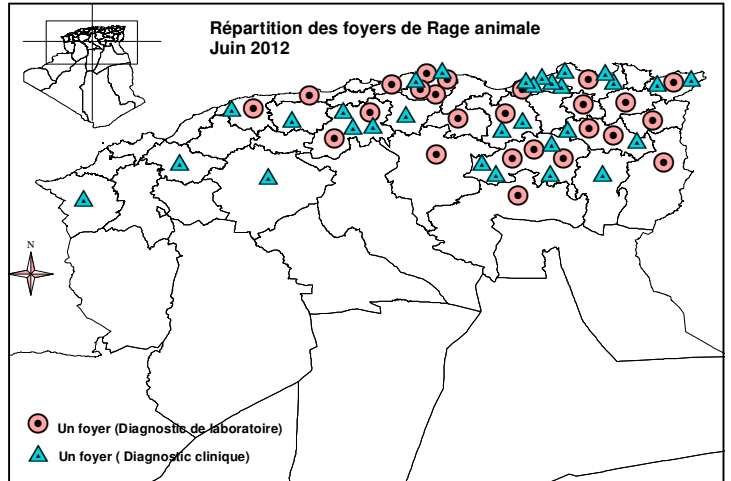 Répartition des foyers de Rage animale
Juin 2012
N
Un foyer (Diagnostic de laboratoire)
Un foyer ( Diagnostic clinique)